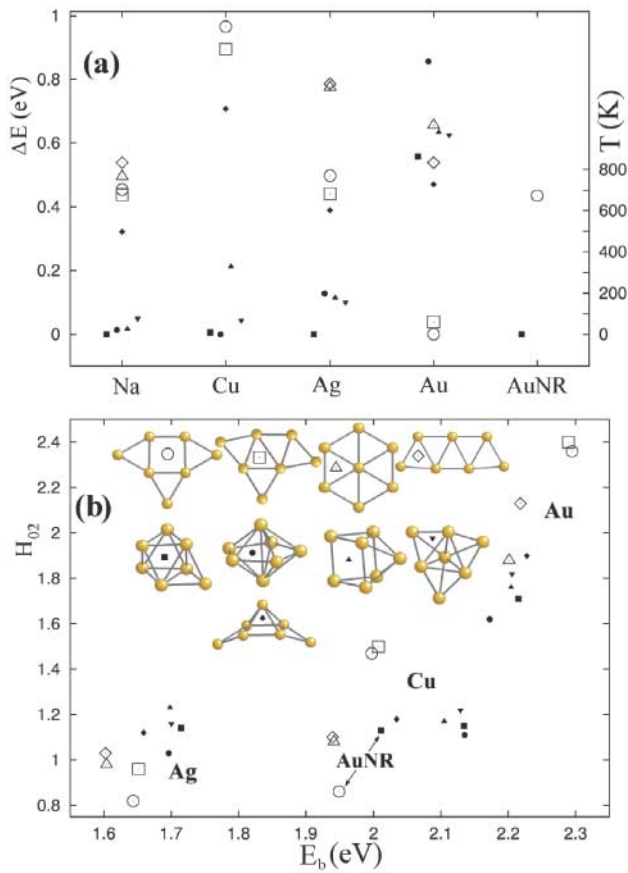 (a)
ΔE (eV)
1
0.8
0.6
0.4
0.2
0
T (K)
800
600
400
200
0
Na Cu Ag Au AuNR
(b)
H02
2.4
2.2
2
1.8
1.6
1.4
1.2
1
0.8
Au
Cu
Ag
AuNR
1.6 1.7 1.8 1.9 2 2.1 2.2 2.3
Eb(eV)